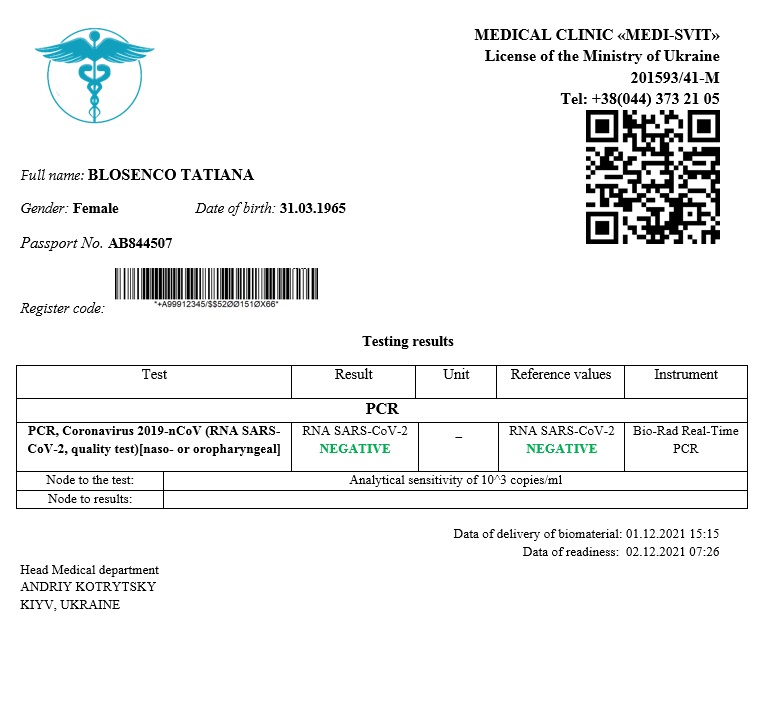 MEDICAL CLINIC «MEDI-SVIT»
License of the Ministry of Ukraine
201593/41-M
Tel: +38(044) 373 21 05
Full name: BLOSENCO TATIANA
Gender: Female Date of birth: 31.03.1965
Passport No. AB844507
Register code:
*+A99912345/$$52ØØ151ØX66*
Testing results
Test Result Unit Reference values Instrument
PCR
PCR, Coronavirus 2019-nCoV (RNA SARS- RNA SARS-CoV-2 – RNA SARS-CoV-2 Bio-Rad Real-Time
CoV-2, quality test)[naso- or oropharyngeal] NEGATIVE NEGATIVE PCR
Node to the test: Analytical sensitivity of 10^3 copies/ml
Node to results:
Data of delivery of biomaterial: 01.12.2021 15:15
Data of readiness: 02.12.2021 07:26
Head Medical department
ANDRIY KOTRYTSKY
KIYV, UKRAINE